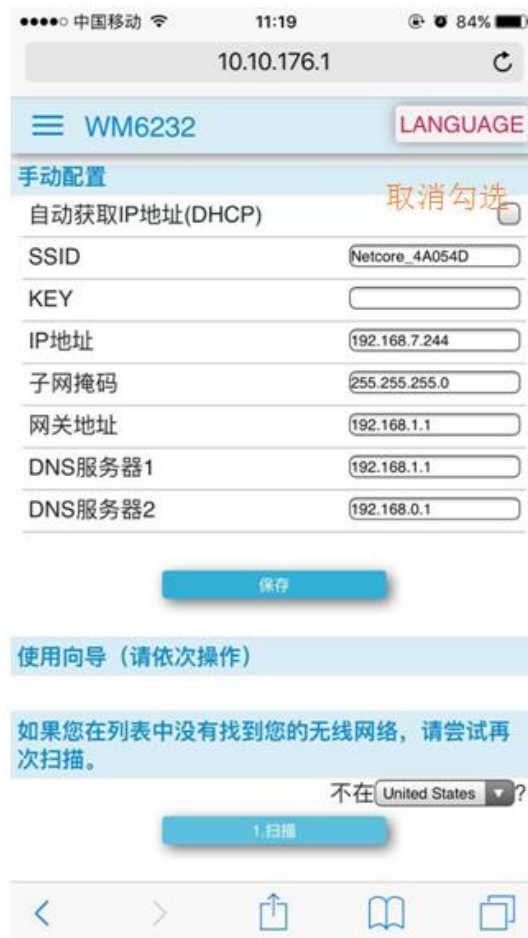 中国移动 11:19 84%
10.10.176.1
WM6232 LANGUAGE
手动配置
取消勾选
自动获取IP地址(DHCP)
SSID Netcore_4A054D
KEY
IP地址 192.168.7.244
子网掩码 255.255.255.0
网关地址 192.168.1.1
DNS服务器1 192.168.1.1
DNS服务器2 192.168.0.1
保存
使用向导（请依次操作）
如果您在列表中没有找到您的无线网络，请尝试再
次扫描。
不在 United States ?
1.扫描